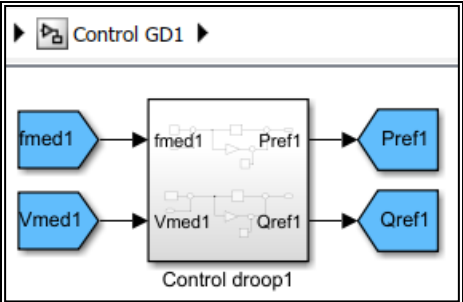 Control GD1
fmed1 fmed1 Pref1 Pref1
Vmed1 Vmed1 Qref1 Qref1
Control droop1